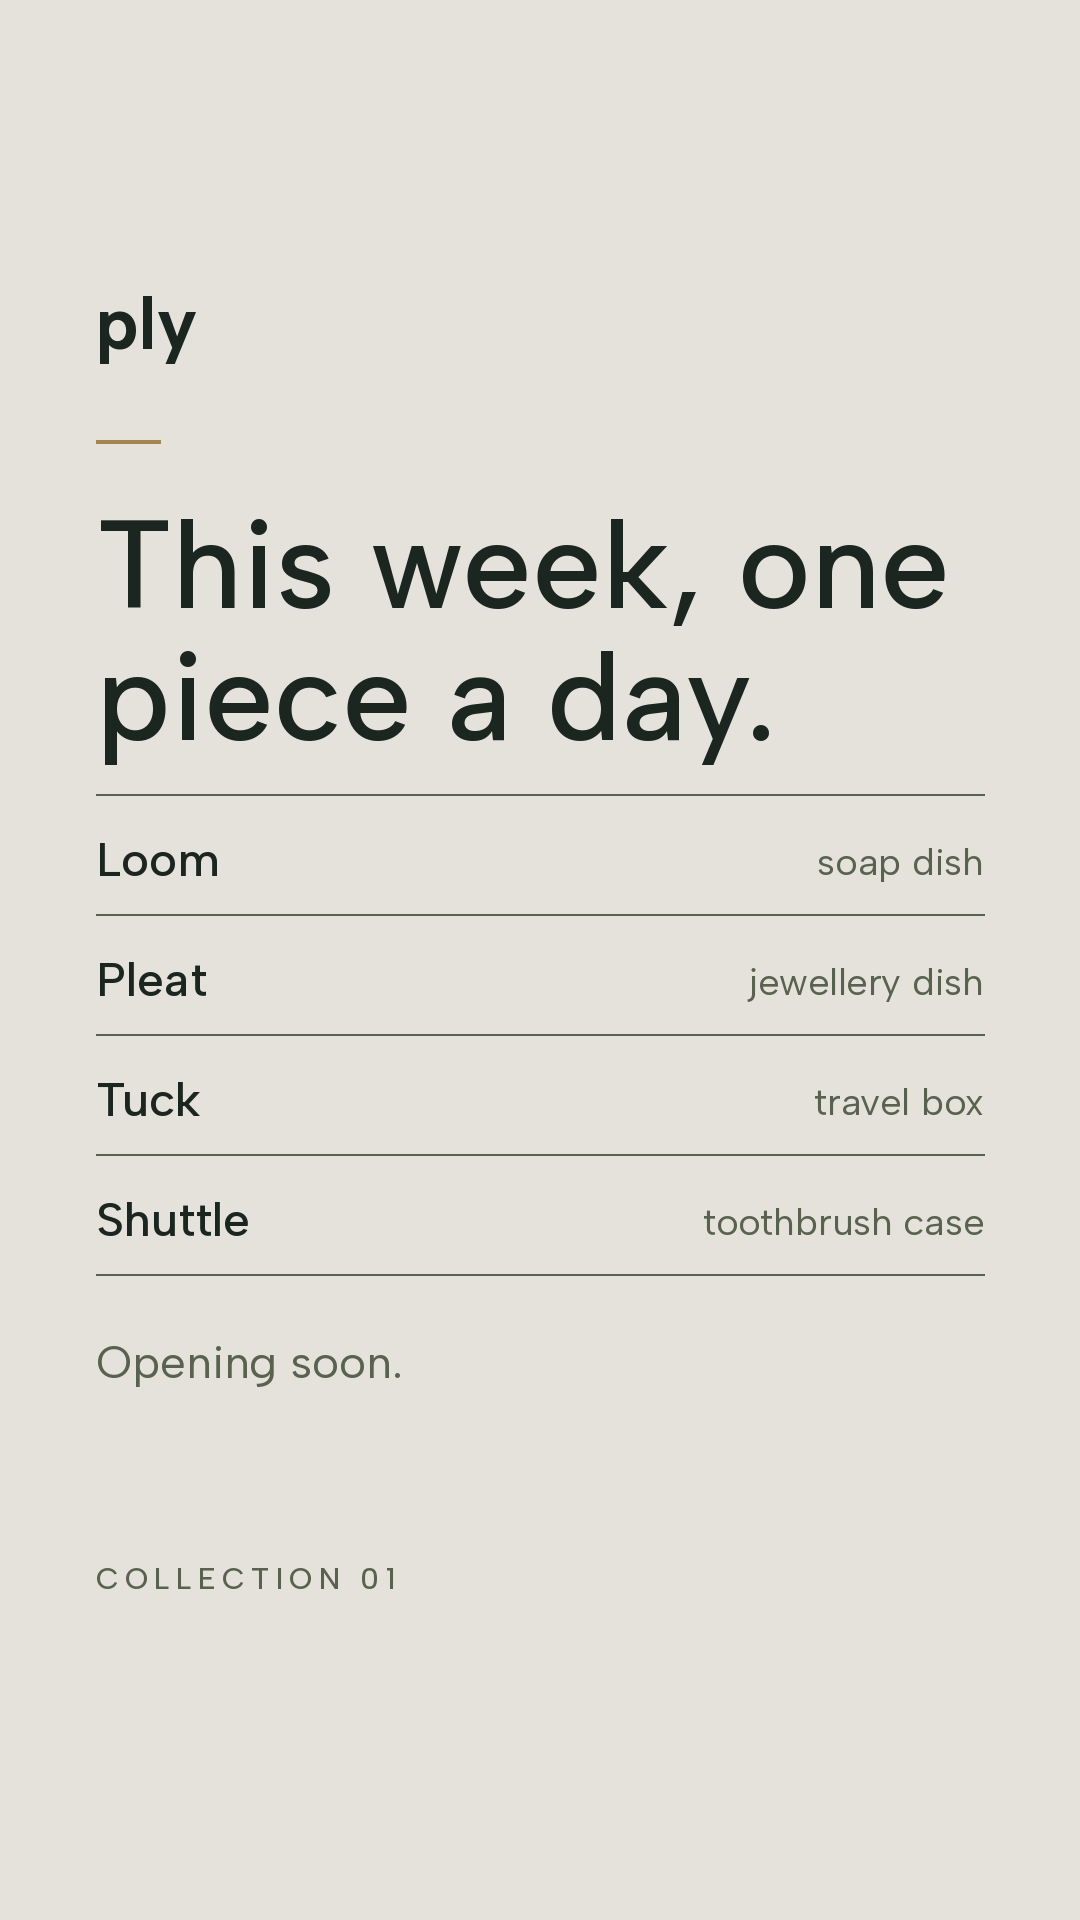 ply
This week, one
piece a day.
Loom soap dish
Pleat jewellery dish
Tuck travel box
Shuttle toothbrush case
Opening soon.
COLLECTION 01